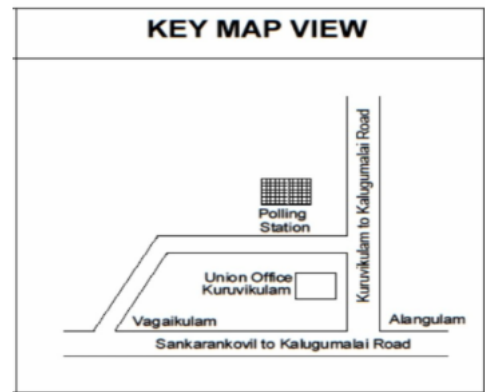 KEY MAP VIEW
Kuruvikulam to Kalugumalai Road
Polling
Station
Union Office
Kuruvikulam
Vagaikulam
Alangulam
Sankarankovil to Kalugumalai Road